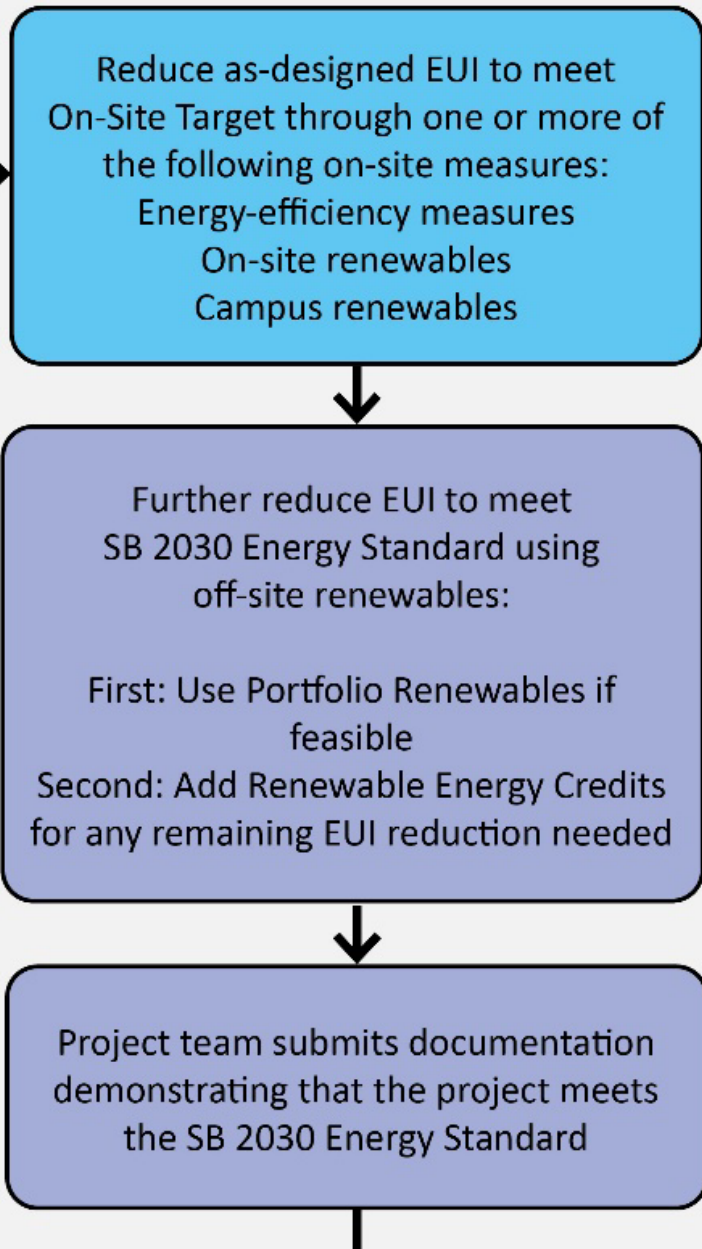 Reduce as-designed EUI to meet
On-Site Target through one or more of
the following on-site measures:
Energy-efficiency measures
On-site renewables
Campus renewables
Further reduce EUI to meet
SB 2030 Energy Standard using
off-site renewables:
First: Use Portfolio Renewables if
feasible
Second: Add Renewable Energy Credits
for any remaining EUI reduction needed
Project team submits documentation
demonstrating that the project meets
the SB 2030 Energy Standard